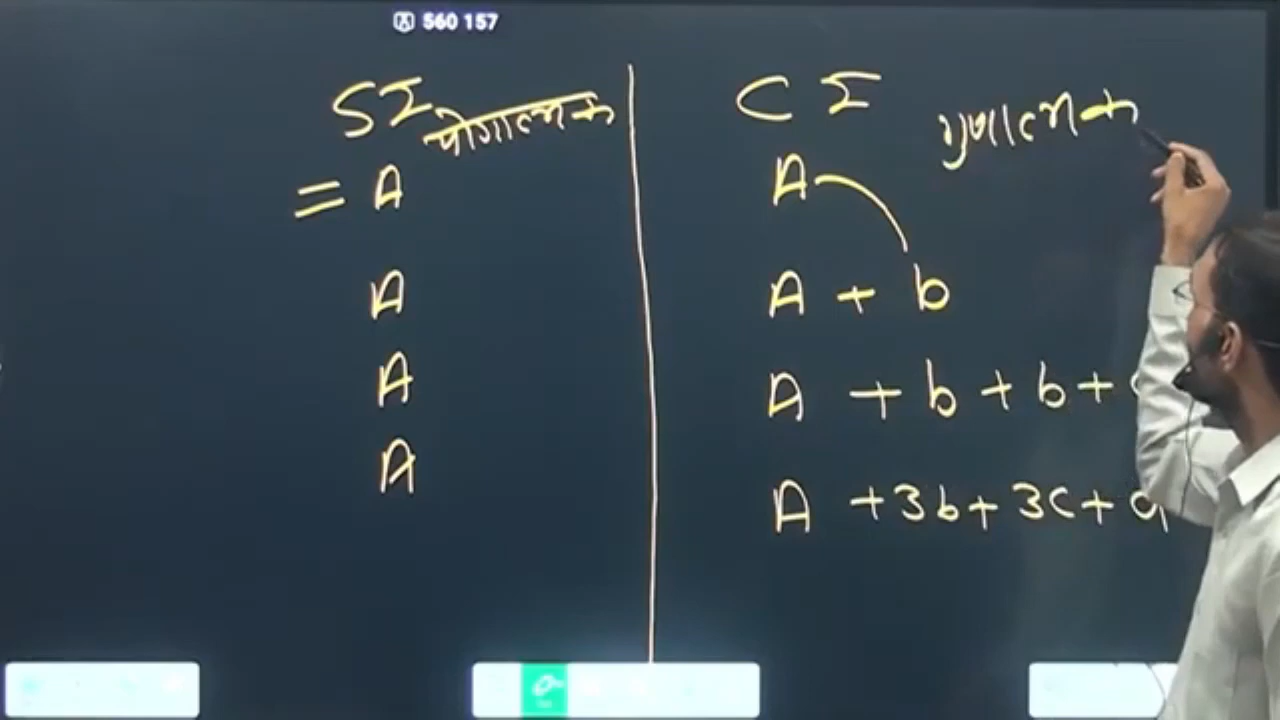 560 157
SI योगात्मक
= A
A
A
A
CI गुणात्मक
A
A + b
A + b + b +
A + 3b + 3c +